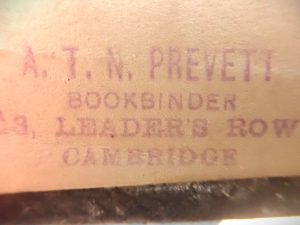 A. T. N. PREVETT
BOOKBINDER
3, LEADER'S ROW
CAMBRIDGE